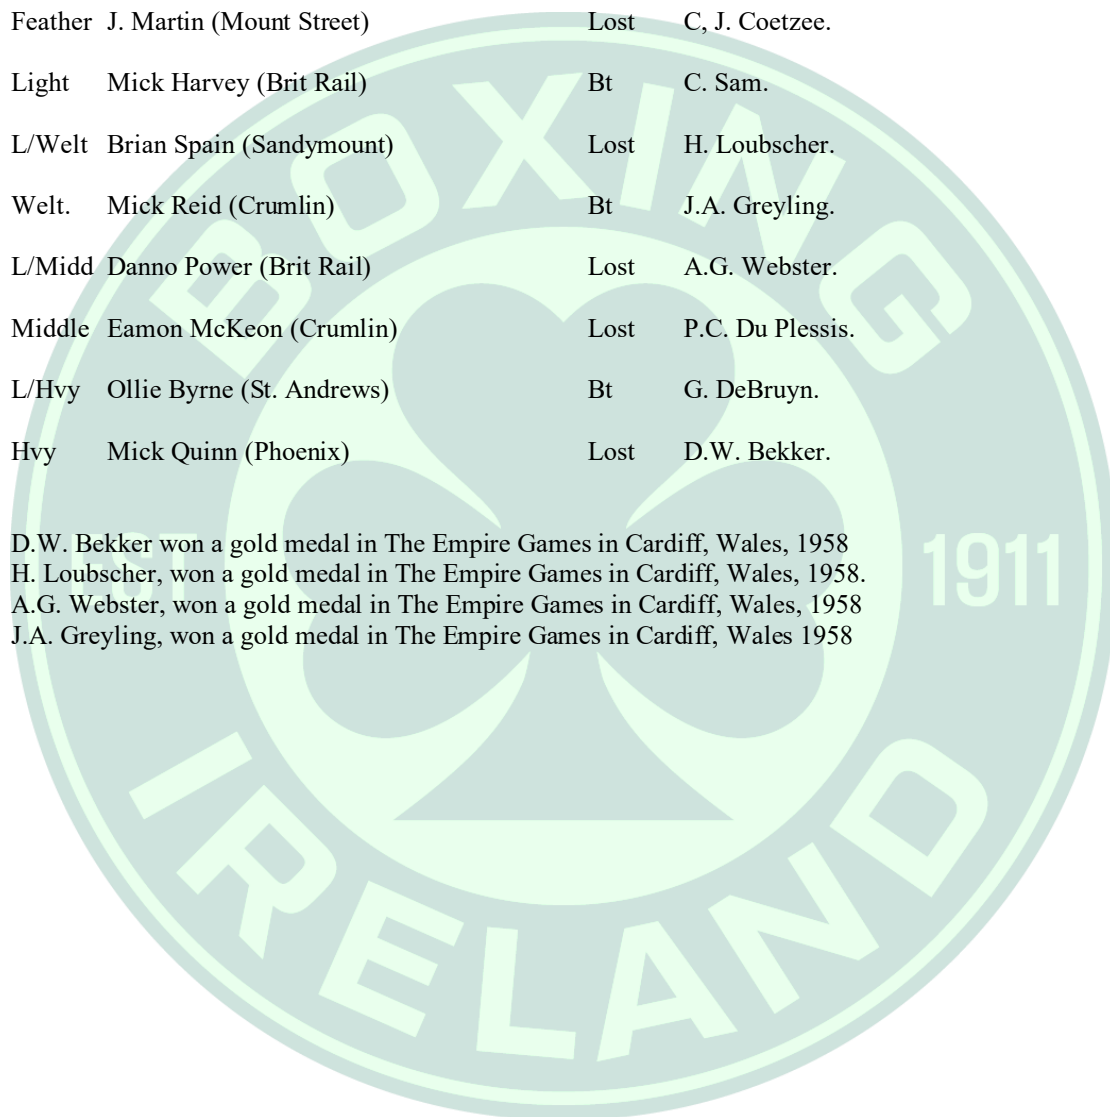 Feather J. Martin (Mount Street) Lost C, J. Coetzee.
Light Mick Harvey (Brit Rail) Bt C. Sam.
L/Welt Brian Spain (Sandymount) Lost H. Loubscher.
Welt. Mick Reid (Crumlin) Bt J.A. Greyling.
L/Midd Danno Power (Brit Rail) Lost A.G. Webster.
Middle Eamon McKeon (Crumlin) Lost P.C. Du Plessis.
L/Hvy Ollie Byrne (St. Andrews) Bt G. DeBruyn.
Hvy Mick Quinn (Phoenix) Lost D.W. Bekker.
D.W. Bekker won a gold medal in The Empire Games in Cardiff, Wales, 1958
H. Loubscher, won a gold medal in The Empire Games in Cardiff, Wales, 1958.
A.G. Webster, won a gold medal in The Empire Games in Cardiff, Wales, 1958
J.A. Greyling, won a gold medal in The Empire Games in Cardiff, Wales 1958
BOXING
EST 1911
IRELAND